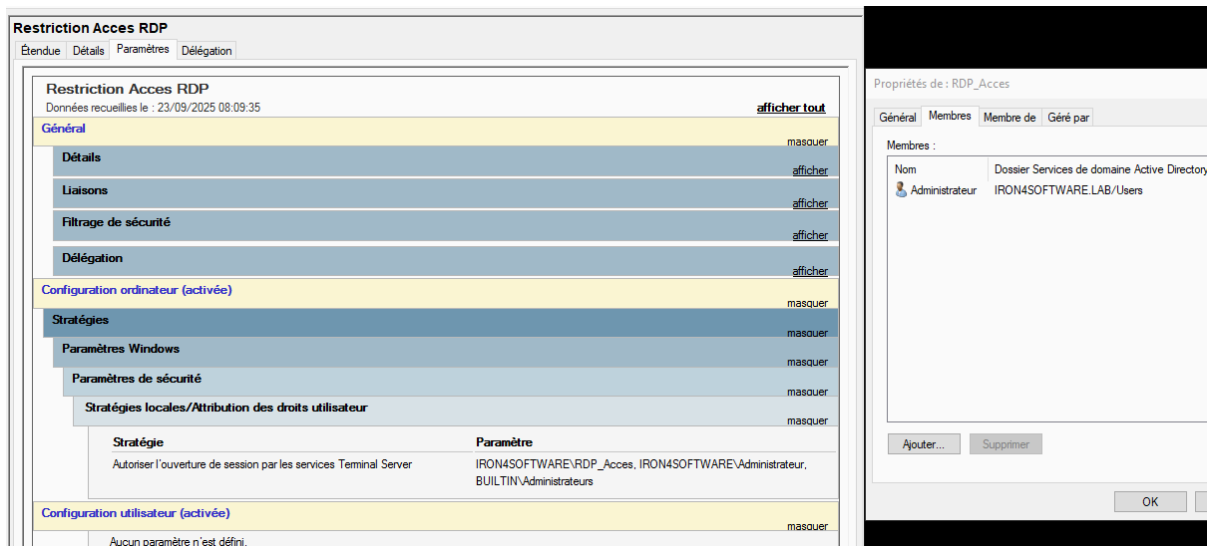 Restriction Acces RDP
Étendue Détails Paramètres Délégation
Restriction Acces RDP
Données recueillies le : 23/09/2025 08:09:35 afficher tout
Général masquer
Détails afficher
Liaisons afficher
Filtrage de sécurité afficher
Délégation afficher
Configuration ordinateur (activée) masquer
Stratégies masquer
Paramètres Windows masquer
Paramètres de sécurité masquer
Stratégies locales/Attribution des droits utilisateur masquer
Stratégie Paramètre
Autoriser l'ouverture de session par les services Terminal Server IRON4SOFTWARE\RDP_Acces, IRON4SOFTWARE\Administrateur,
BUILTIN\Administrateurs
Configuration utilisateur (activée) masquer
Aucun paramètre n'est défini.
Propriétés de : RDP_Acces
Général Membres Membre de Géré par
Membres :
Nom Dossier Services de domaine Active Directory
Administrateur IRON4SOFTWARE.LAB/Users
Ajouter... Supprimer
OK